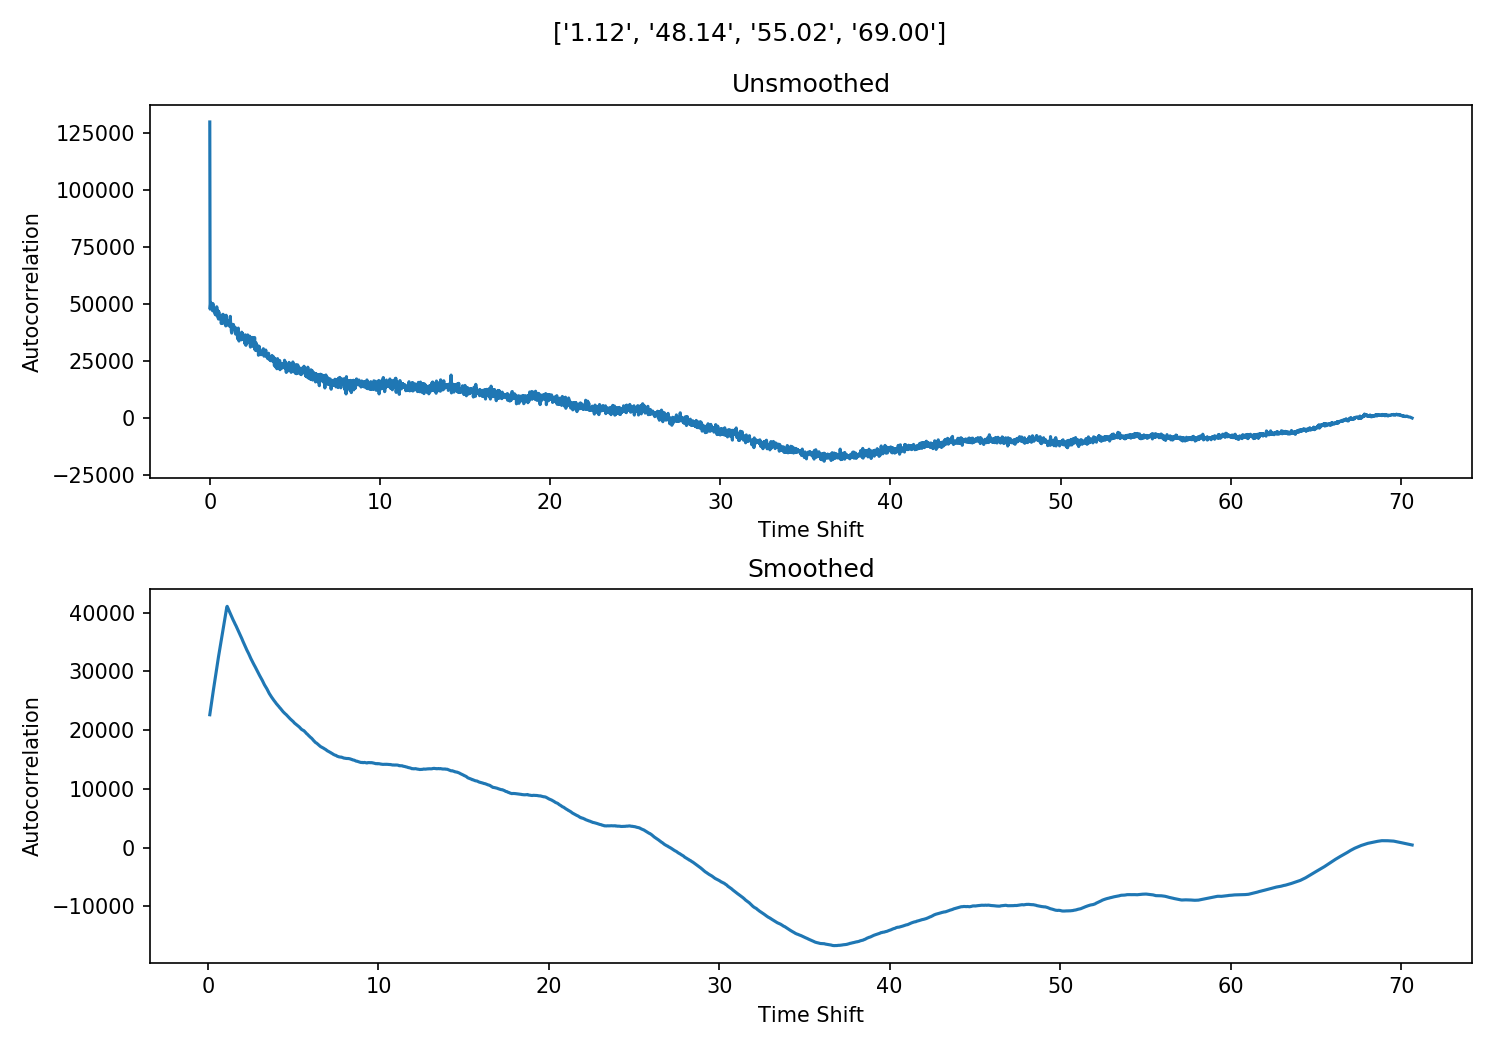 ['1.12', '48.14', '55.02', '69.00']
Unsmoothed
125000
100000
75000
50000
25000
0
−25000
Autocorrelation
0 10 20 30 40 50 60 70
Time Shift
Smoothed
40000
30000
20000
10000
0
−10000
Autocorrelation
0 10 20 30 40 50 60 70
Time Shift